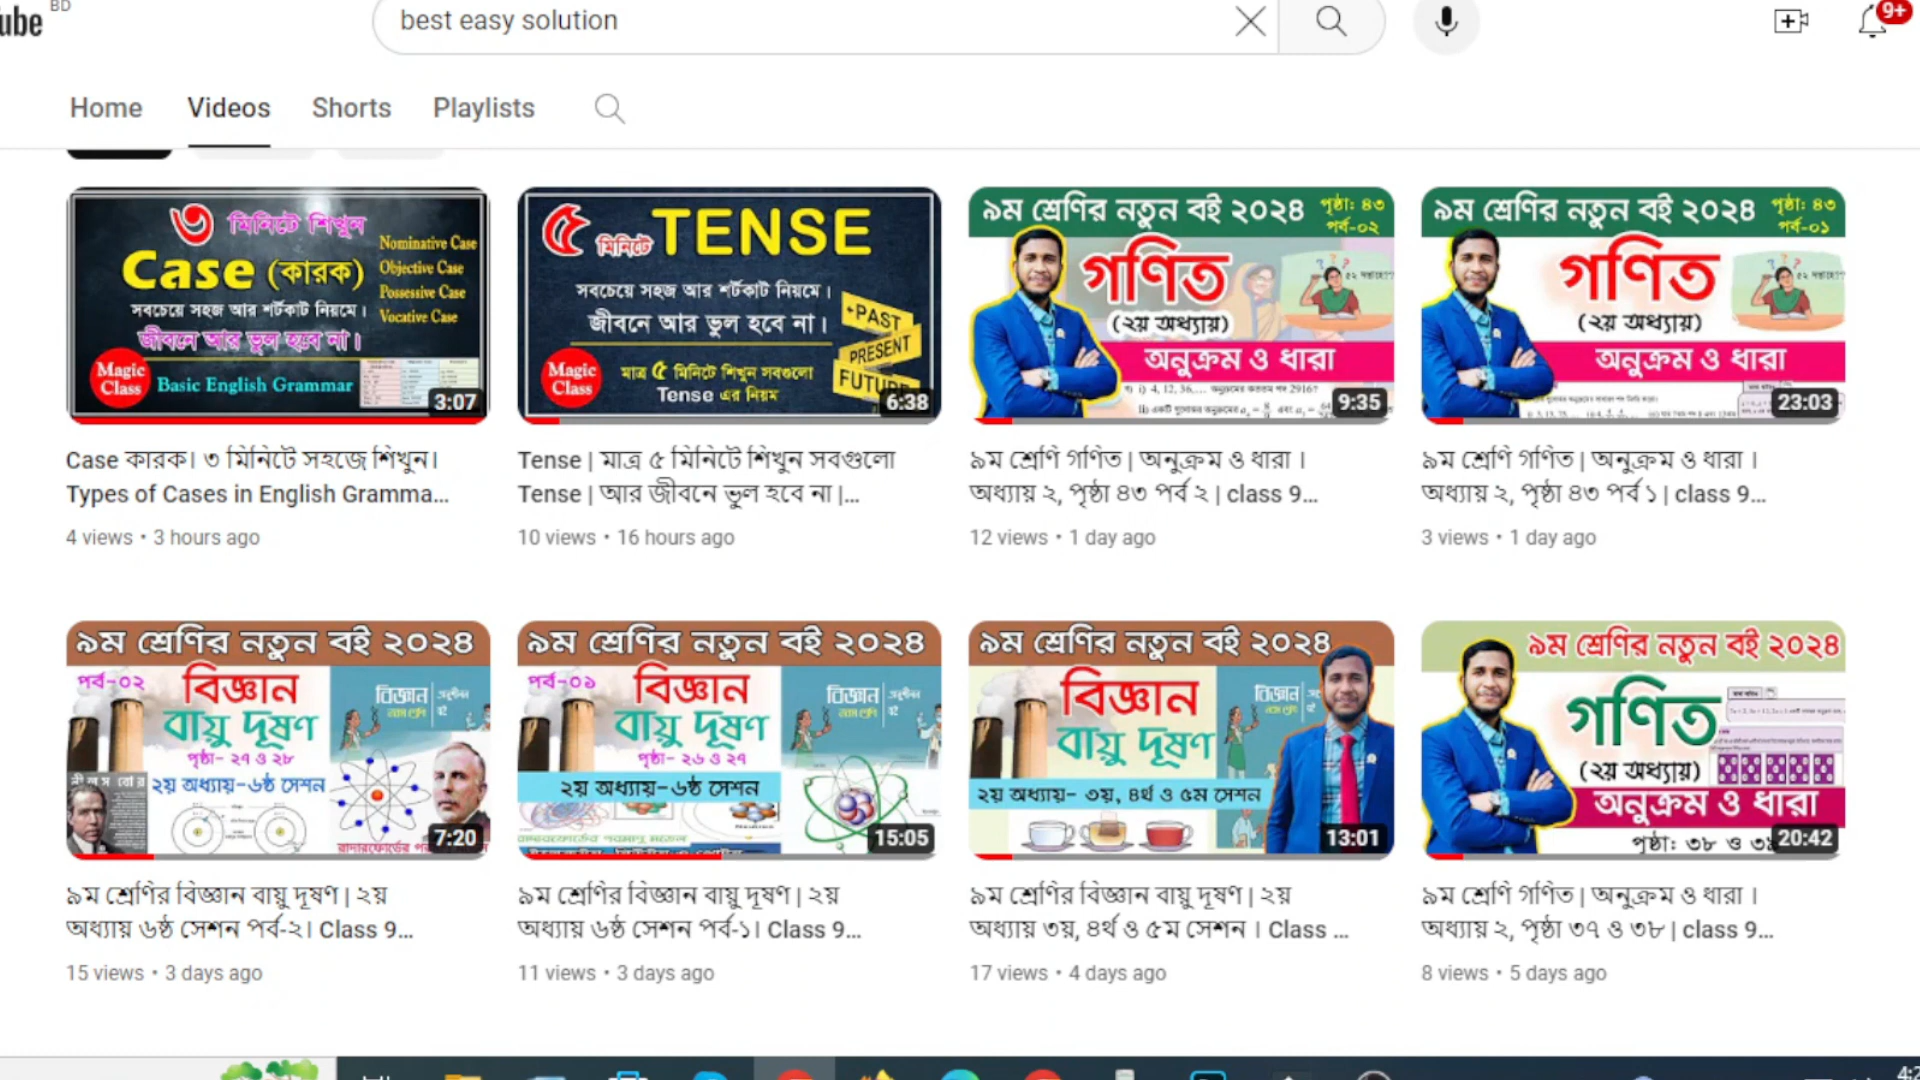 BD
ube
best easy solution
9+
Home Videos Shorts Playlists
৩ মিনিটে শিখুন
Case (কারক)
সবচেয়ে সহজ আর শর্টকাট নিয়মে।
জীবনে আর ভুল হবে না।
Nominative Case
Objective Case
Possessive Case
Vocative Case
Magic Class
Basic English Grammar
3:07
৫ মিনিটে TENSE
সবচেয়ে সহজ আর শর্টকাট নিয়মে।
জীবনে আর ভুল হবে না।
Magic Class
মাত্র ৫ মিনিটে শিখুন সবগুলো
Tense এর নিয়ম
PAST
PRESENT
FUTURE
6:38
৯ম শ্রেণির নতুন বই ২০২৪
পৃষ্ঠা: ৪৩
পর্ব-০২
গণিত
(২য় অধ্যায়)
অনুক্রম ও ধারা
i) 4, 12, 36,.... অনুক্রমের কততম পদ 2916?
9:35
৯ম শ্রেণির নতুন বই ২০২৪
পৃষ্ঠা: ৪৩
পর্ব-০১
গণিত
(২য় অধ্যায়)
অনুক্রম ও ধারা
23:03
Case কারক। ৩ মিনিটে সহজে শিখুন।
Types of Cases in English Gramma...
4 views • 3 hours ago
Tense | মাত্র ৫ মিনিটে শিখুন সবগুলো
Tense | আর জীবনে ভুল হবে না |...
10 views • 16 hours ago
৯ম শ্রেণি গণিত | অনুক্রম ও ধারা ।
অধ্যায় ২, পৃষ্ঠা ৪৩ পর্ব ২ | class 9...
12 views • 1 day ago
৯ম শ্রেণি গণিত | অনুক্রম ও ধারা ।
অধ্যায় ২, পৃষ্ঠা ৪৩ পর্ব ১ | class 9...
3 views • 1 day ago
৯ম শ্রেণির নতুন বই ২০২৪
পর্ব-০২
বিজ্ঞান
বায়ু দূষণ
পৃষ্ঠা- ২৭ ও ২৮
২য় অধ্যায়-৬ষ্ঠ সেশন
বিজ্ঞান
7:20
৯ম শ্রেণির নতুন বই ২০২৪
পর্ব-০১
বিজ্ঞান
বায়ু দূষণ
পৃষ্ঠা- ২৬ ও ২৭
২য় অধ্যায়-৬ষ্ঠ সেশন
বিজ্ঞান
15:05
৯ম শ্রেণির নতুন বই ২০২৪
বিজ্ঞান
বায়ু দূষণ
২য় অধ্যায়- ৩য়, ৪র্থ ও ৫ম সেশন
বিজ্ঞান
13:01
৯ম শ্রেণির নতুন বই ২০২৪
গণিত
(২য় অধ্যায়)
অনুক্রম ও ধারা
পৃষ্ঠা: ৩৮ ও
20:42
৯ম শ্রেণির বিজ্ঞান বায়ু দূষণ | ২য়
অধ্যায় ৬ষ্ঠ সেশন পর্ব-২। Class 9...
15 views • 3 days ago
৯ম শ্রেণির বিজ্ঞান বায়ু দূষণ | ২য়
অধ্যায় ৬ষ্ঠ সেশন পর্ব-১। Class 9...
11 views • 3 days ago
৯ম শ্রেণির বিজ্ঞান বায়ু দূষণ | ২য়
অধ্যায় ৩য়, ৪র্থ ও ৫ম সেশন । Class ...
17 views • 4 days ago
৯ম শ্রেণি গণিত | অনুক্রম ও ধারা ।
অধ্যায় ২, পৃষ্ঠা ৩৭ ও ৩৮ | class 9...
8 views • 5 days ago